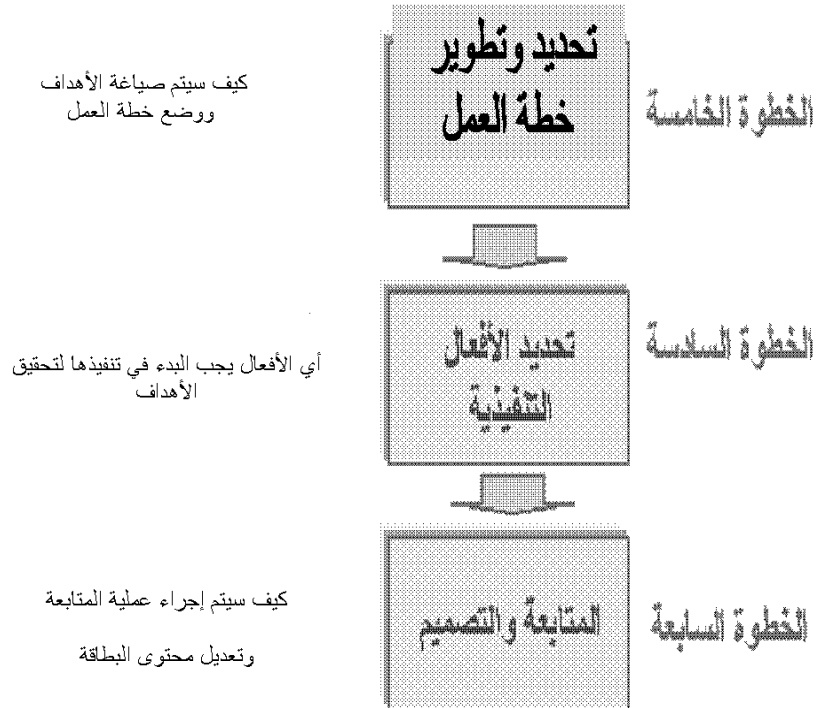 الخطوة الخامسة
تحديد وتطوير
خطة العمل
كيف سيتم صياغة الأهداف
ووضع خطة العمل
الخطوة السادسة
تحديد الأفعال
التنفيذية
أي الأفعال يجب البدء في تنفيذها لتحقيق
الأهداف
الخطوة السابعة
المتابعة والتصميم
كيف سيتم إجراء عملية المتابعة
وتعديل محتوى البطاقة